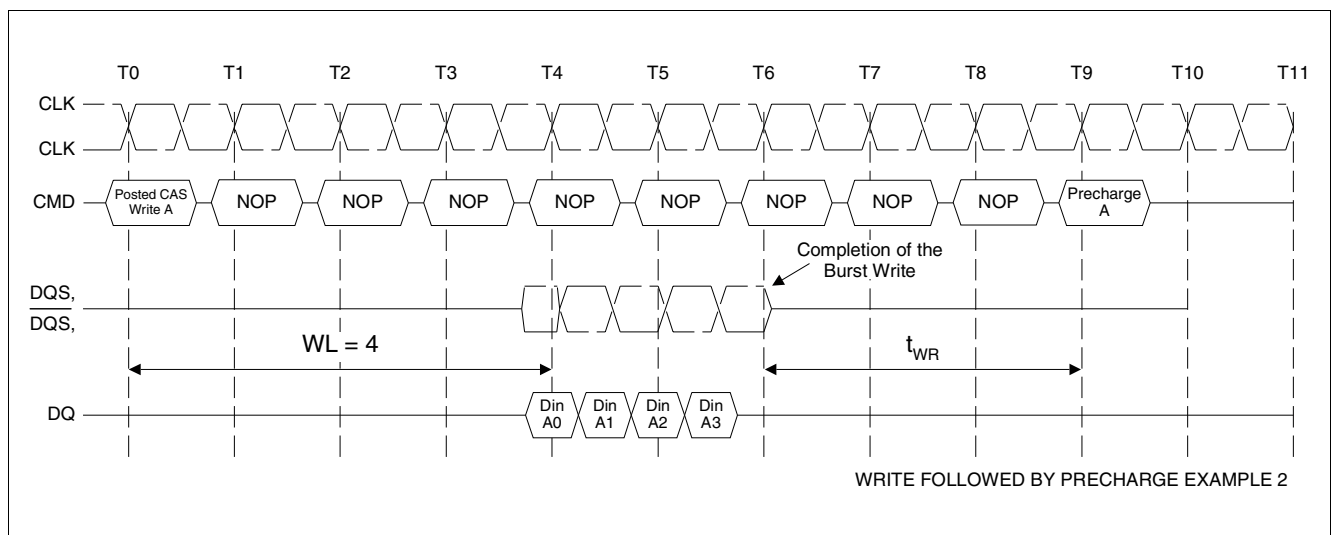 T0 T1 T2 T3 T4 T5 T6 T7 T8 T9 T10 T11
CLK
CLK
CMD
Posted CAS
Write A
NOP NOP NOP NOP NOP NOP NOP NOP
Precharge
A
Completion of the
Burst Write
DQS,
DQS,
WL = 4
tWR
DQ
Din
A0
Din
A1
Din
A2
Din
A3
WRITE FOLLOWED BY PRECHARGE EXAMPLE 2